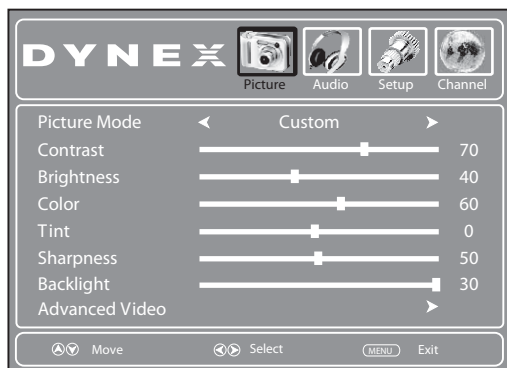 DYNEX
Picture Audio Setup Channel
Picture Mode Custom
Contrast 70
Brightness 40
Color 60
Tint 0
Sharpness 50
Backlight 30
Advanced Video
Move Select MENU Exit